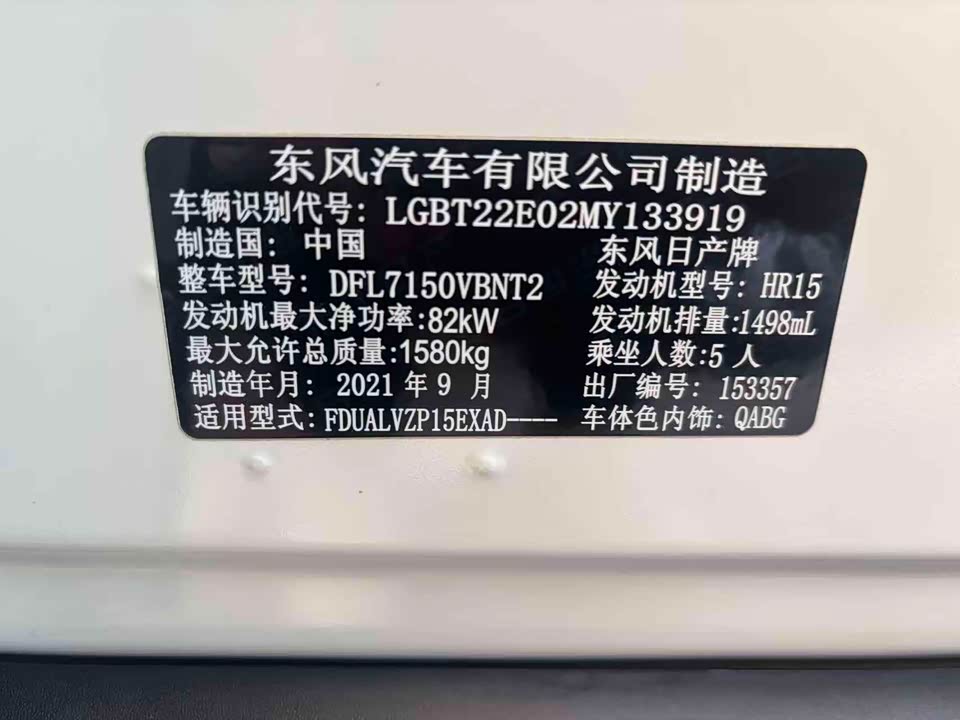 东风汽车有限公司制造
车辆识别代号: LGBT22E02MY133919
制造国: 中国 东风日产牌
整车型号: DFL7150VBNT2 发动机型号: HR15
发动机最大净功率:82kW 发动机排量:1498mL
最大允许总质量:1580kg 乘坐人数:5 人
制造年月: 2021 年 9 月 出厂编号: 153357
适用型式: FDUALVZP15EXAD---- 车体色内饰: QABG